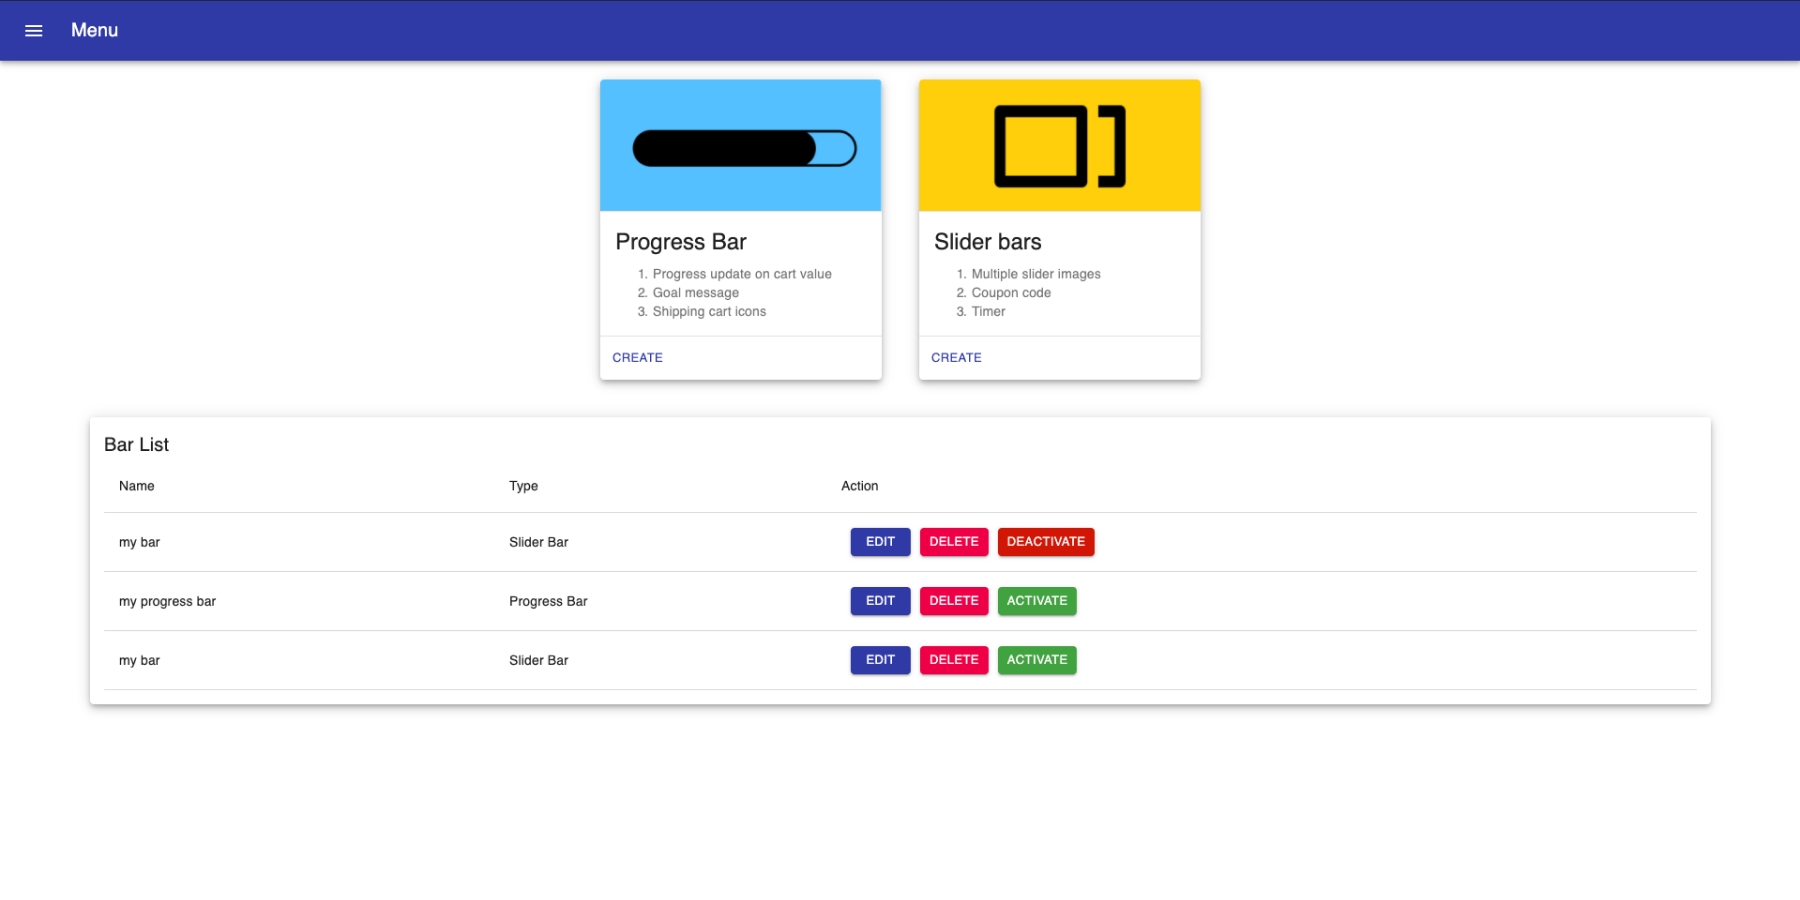 Menu
Progress Bar
1. Progress update on cart value
2. Goal message
3. Shipping cart icons
CREATE
Slider bars
1. Multiple slider images
2. Coupon code
3. Timer
CREATE
Bar List
Name Type Action
my bar Slider Bar EDIT DELETE DEACTIVATE
my progress bar Progress Bar EDIT DELETE ACTIVATE
my bar Slider Bar EDIT DELETE ACTIVATE